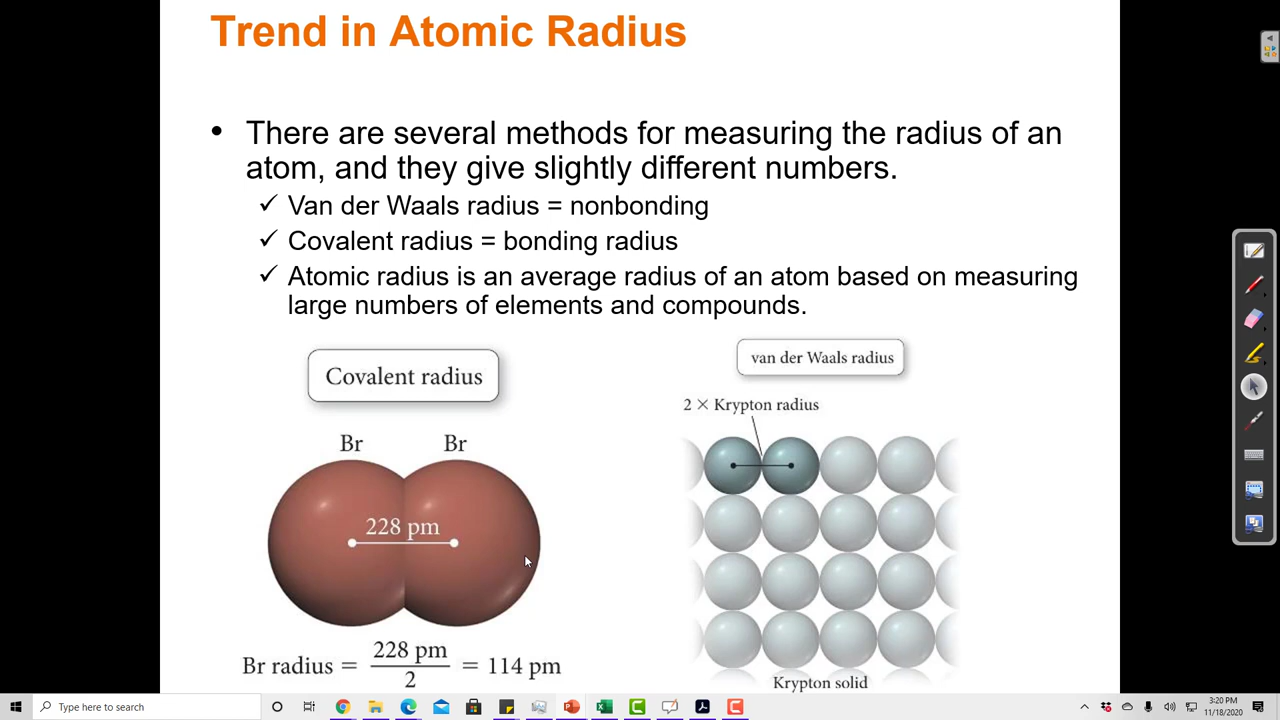 Trend in Atomic Radius
• There are several methods for measuring the radius of an
atom, and they give slightly different numbers.
✓ Van der Waals radius = nonbonding
✓ Covalent radius = bonding radius
✓ Atomic radius is an average radius of an atom based on measuring
large numbers of elements and compounds.
Covalent radius
Br Br
228 pm
Br radius = 228 pm / 2 = 114 pm
van der Waals radius
2 × Krypton radius
Krypton solid
Type here to search
3:20 PM
11/18/2020